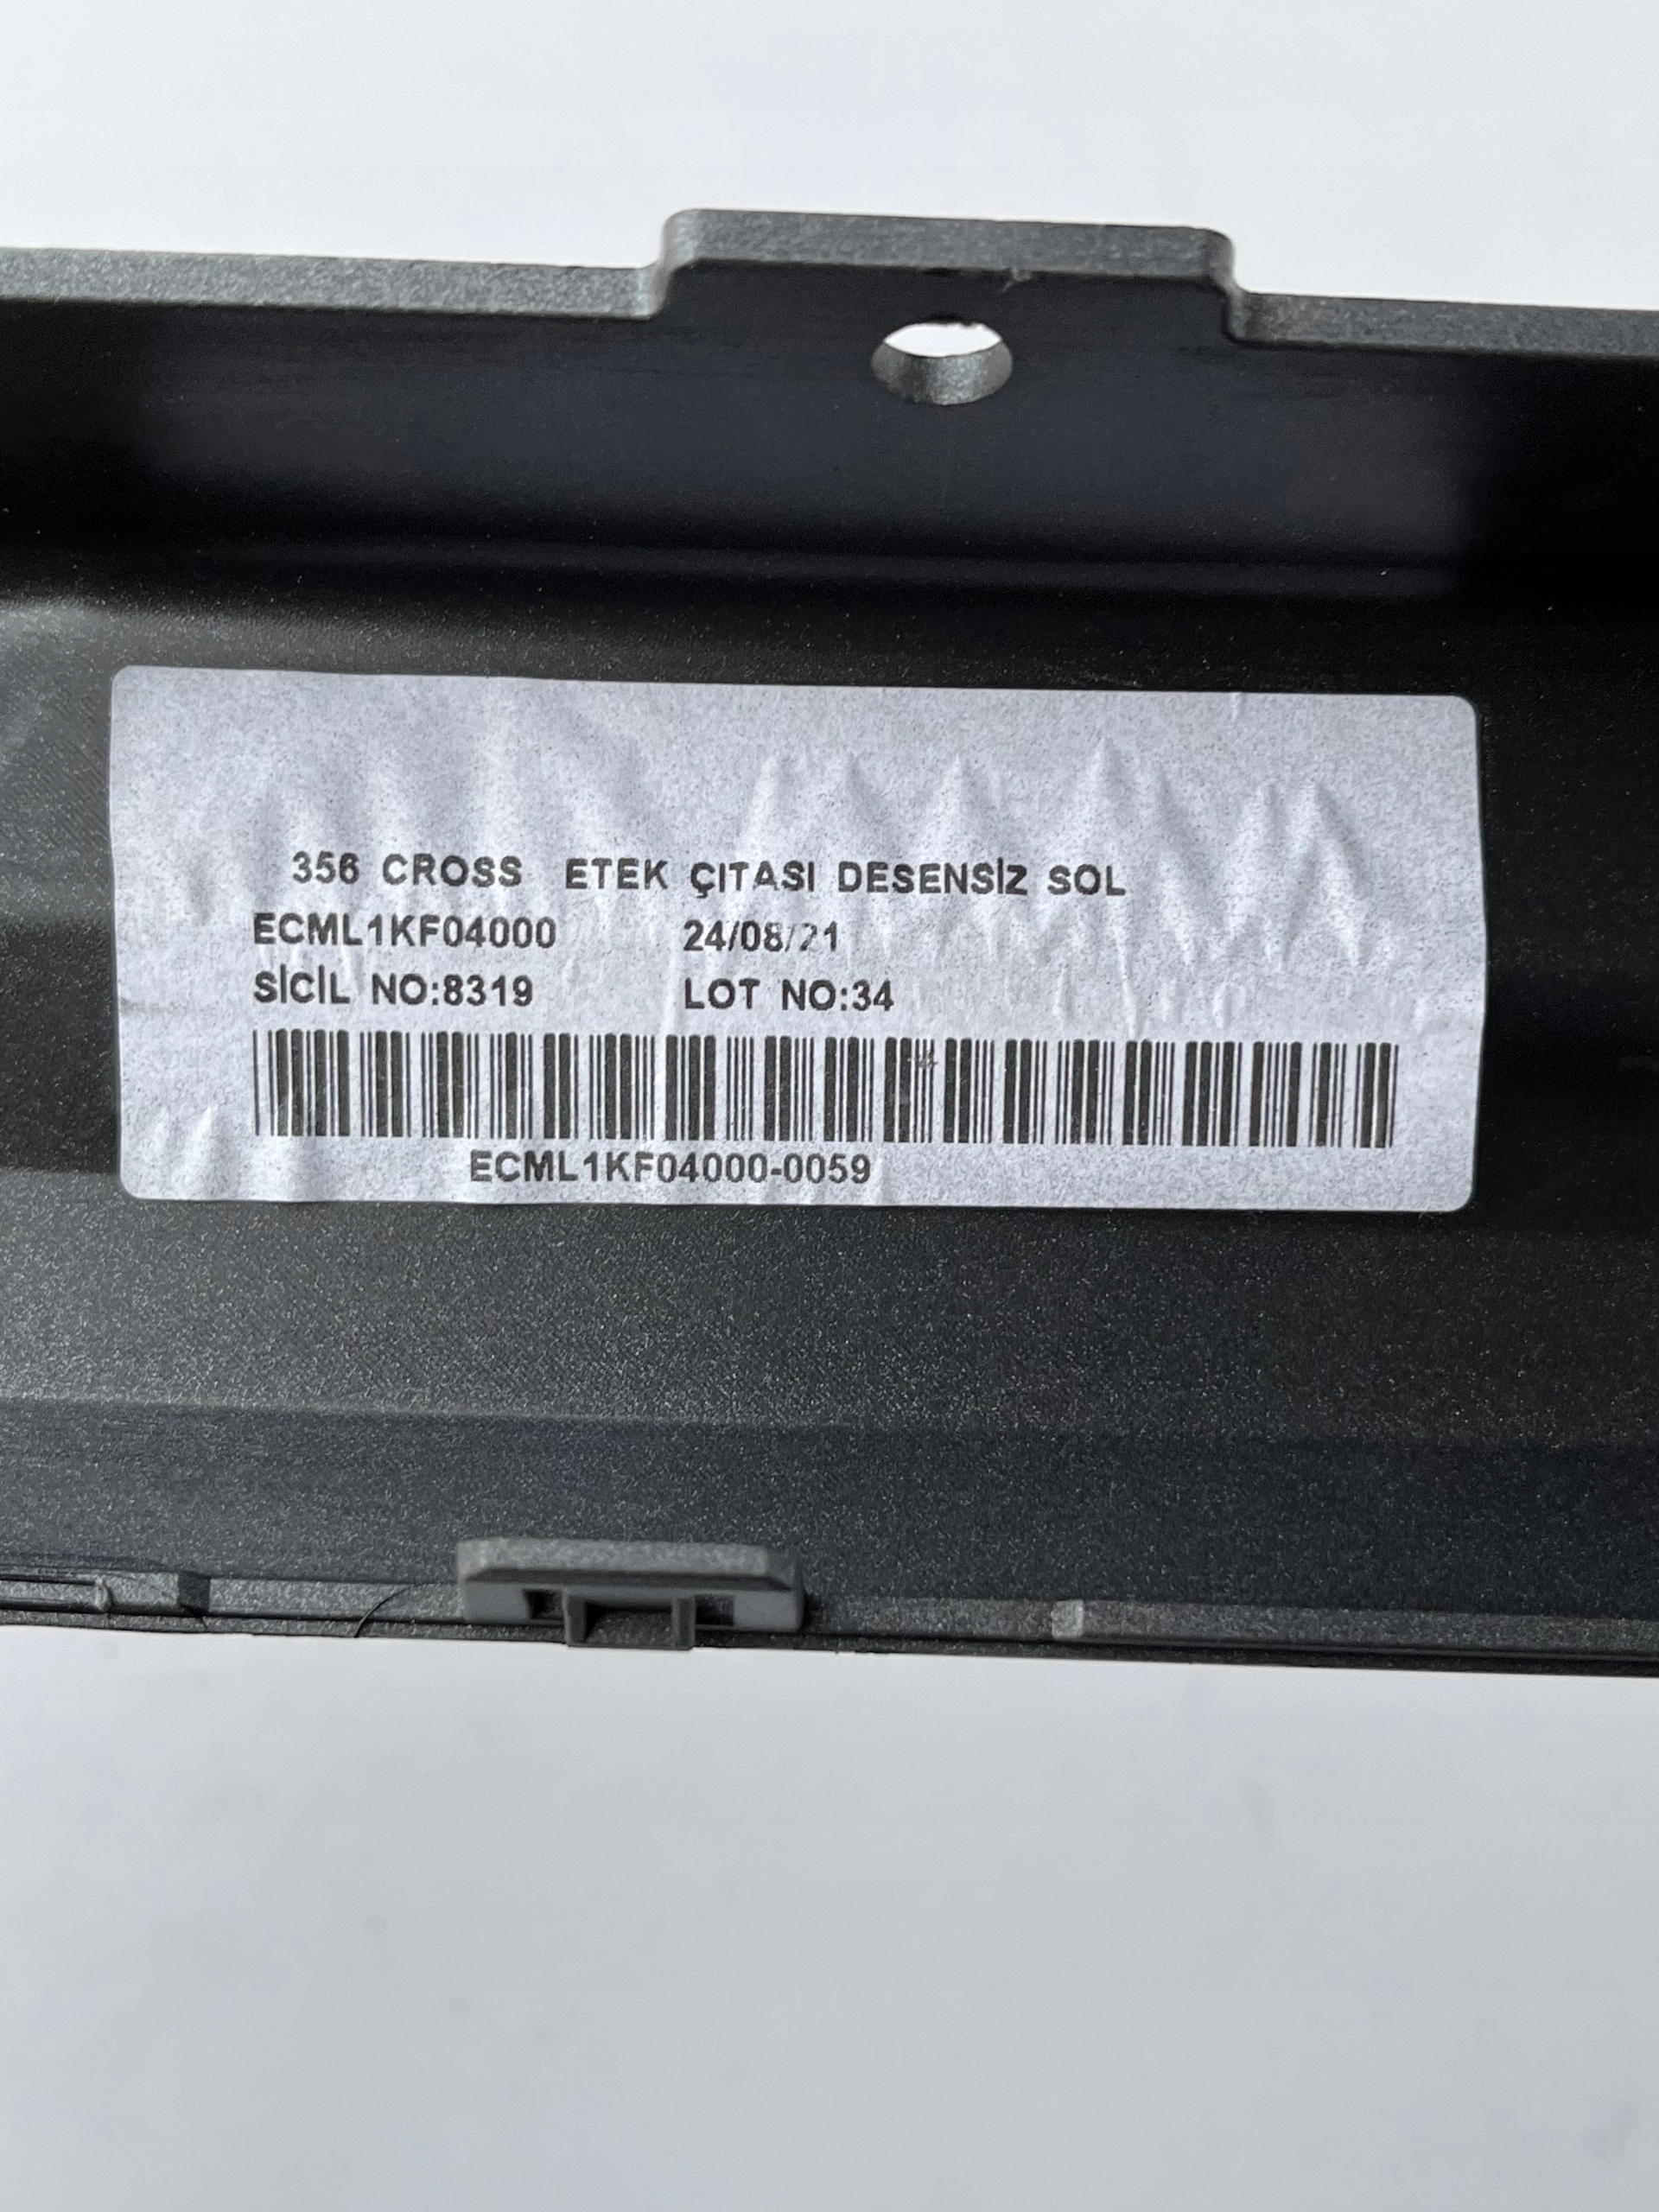 356 CROSS ETEK ÇITASI DESENSİZ SOL
ECML1KF04000 24/08/21
SİCİL NO:8319 LOT NO:34
ECML1KF04000-0059